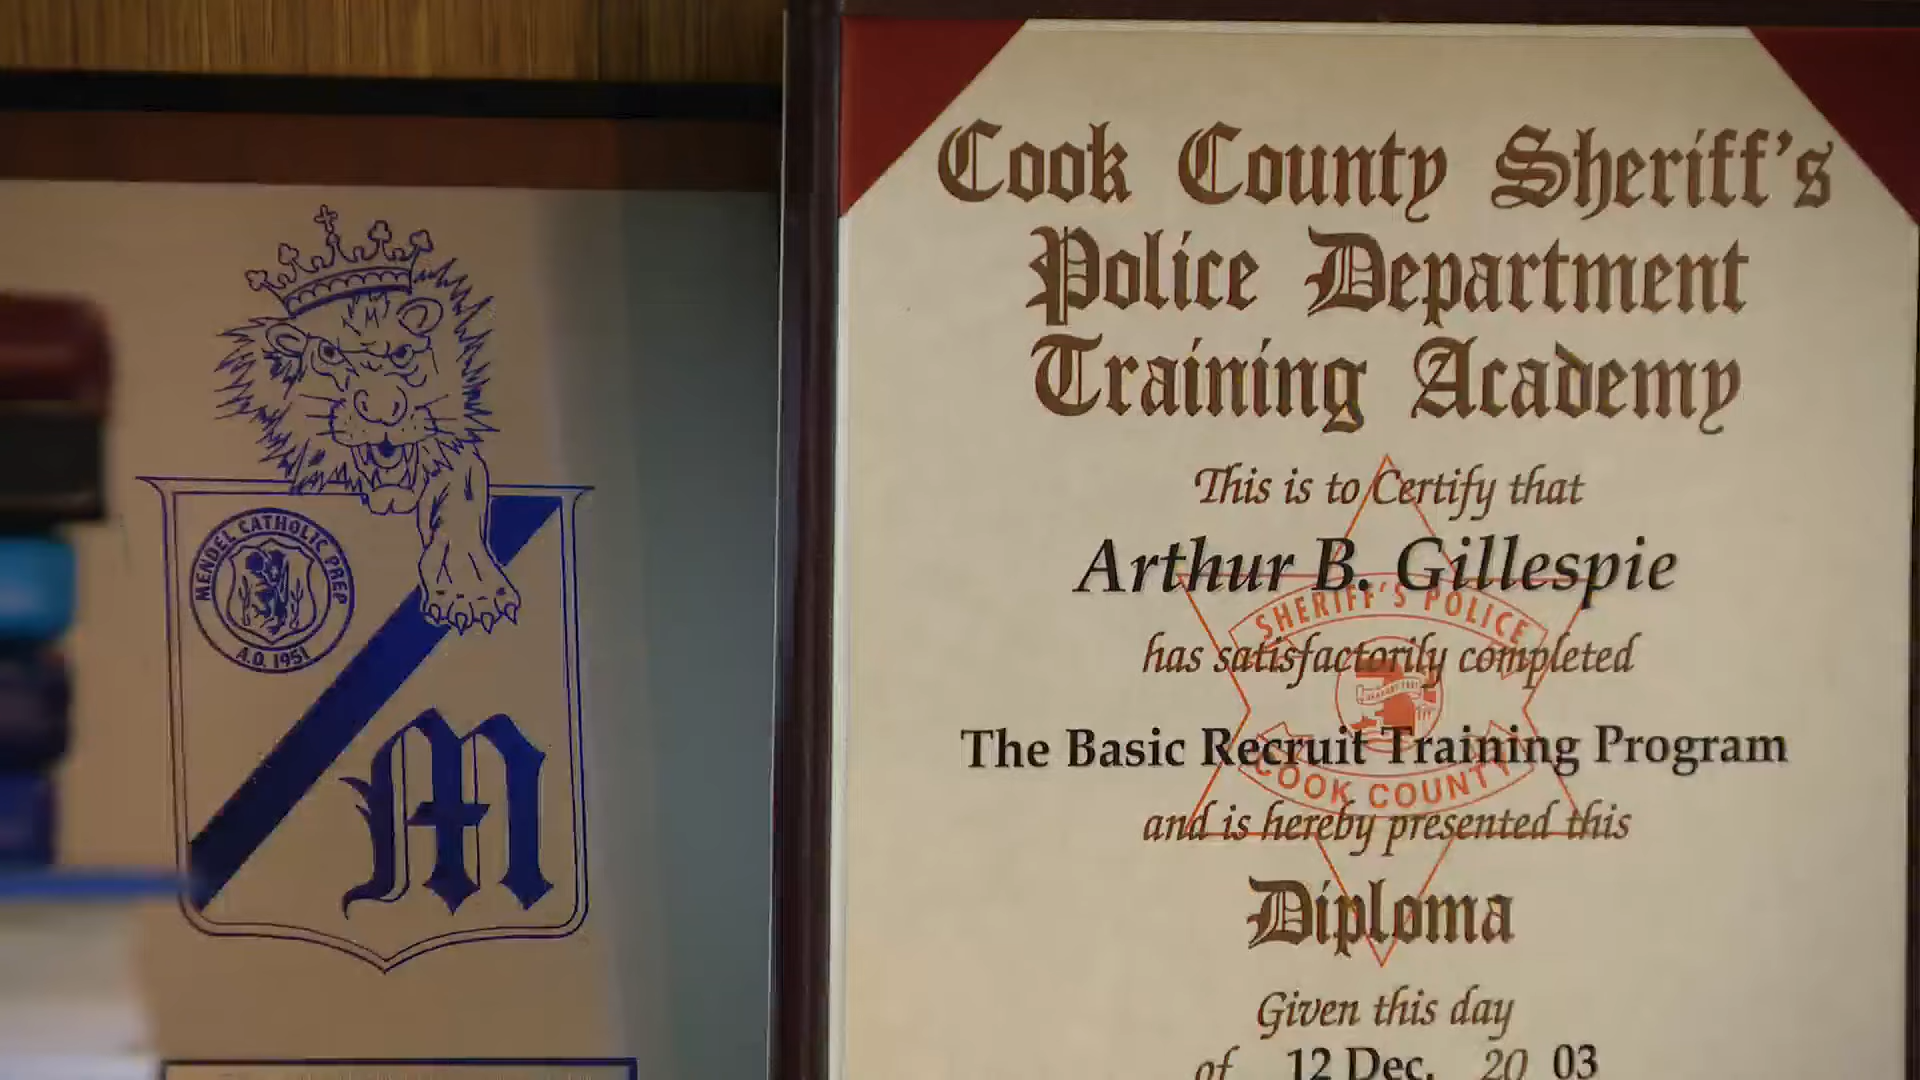 MENDEL CATHOLIC PREP
A.D. 1951
M
Cook County Sheriff's
Police Department
Training Academy
This is to Certify that
Arthur B. Gillespie
SHERIFF'S POLICE
has satisfactorily completed
The Basic Recruit Training Program
COOK COUNTY
and is hereby presented this
Diploma
Given this day
of 12 Dec. 20 03